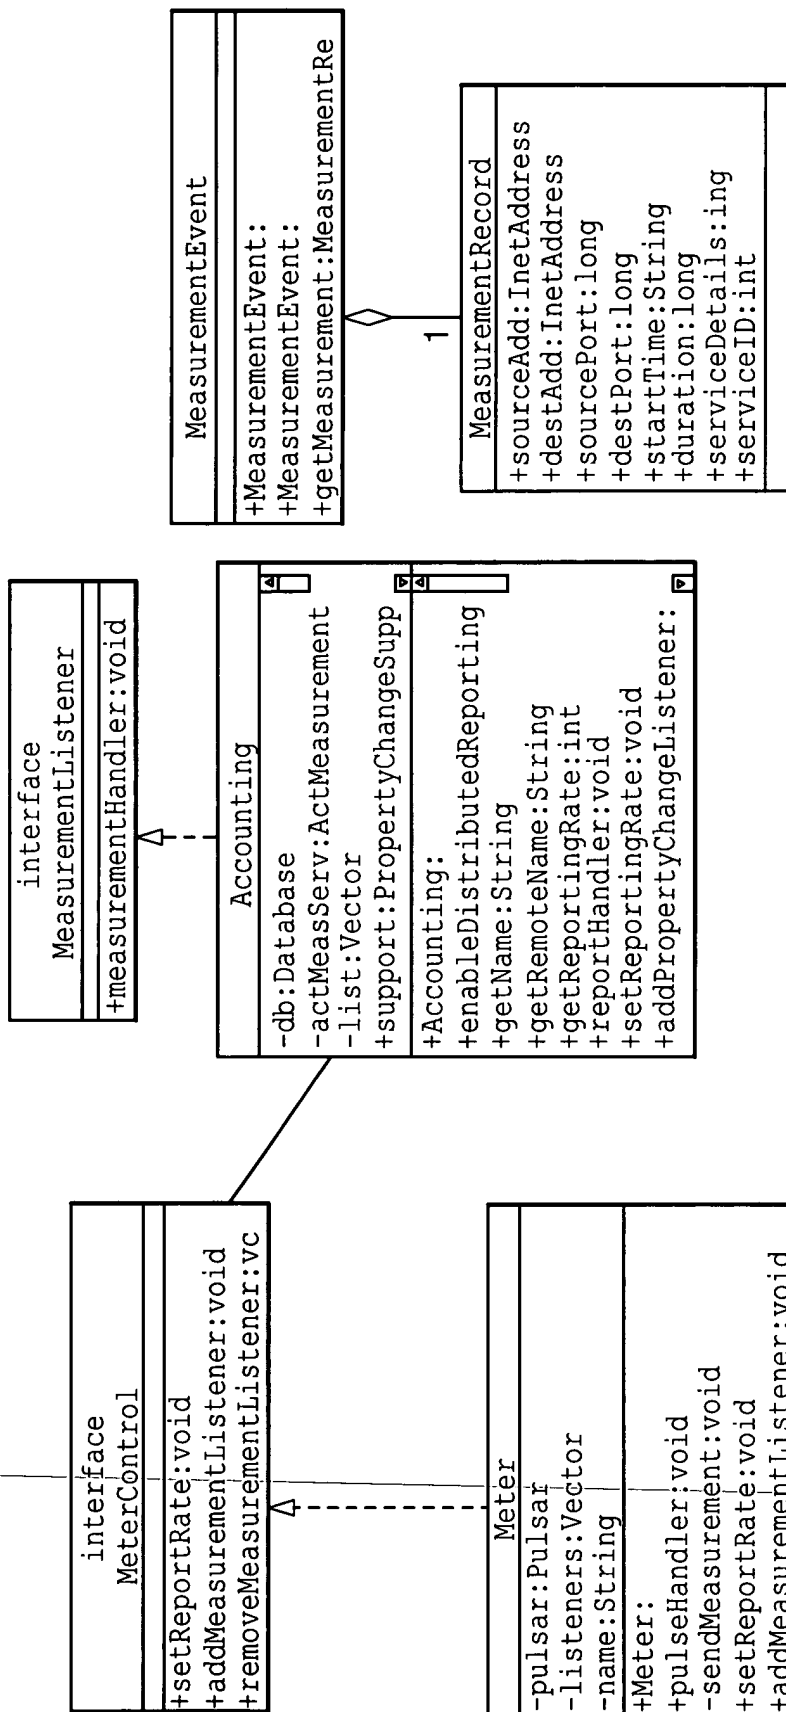 interface
MeterControl
+setReportRate:void
+addMeasurementListener:void
+removeMeasurementListener:vc
Meter
-pulsar:Pulsar
-listeners:Vector
-name:String
+Meter:
+pulseHandler:void
-sendMeasurement:void
+setReportRate:void
+addMeasurementListener:void
interface
MeasurementListener
+measurementHandler:void
Accounting
-db:Database
-actMeasServ:ActMeasurement
-list:Vector
+support:PropertyChangeSupp
+Accounting:
+enableDistributedReporting
+getName:String
+getRemoteName:String
+getReportingRate:int
+reportHandler:void
+setReportingRate:void
+addPropertyChangeListener:
MeasurementEvent
+MeasurementEvent:
+MeasurementEvent:
+getMeasurement:MeasurementRe
1
MeasurementRecord
+sourceAdd:InetAddress
+destAdd:InetAddress
+sourcePort:long
+destPort:long
+startTime:String
+duration:long
+serviceDetails:ing
+serviceID:int